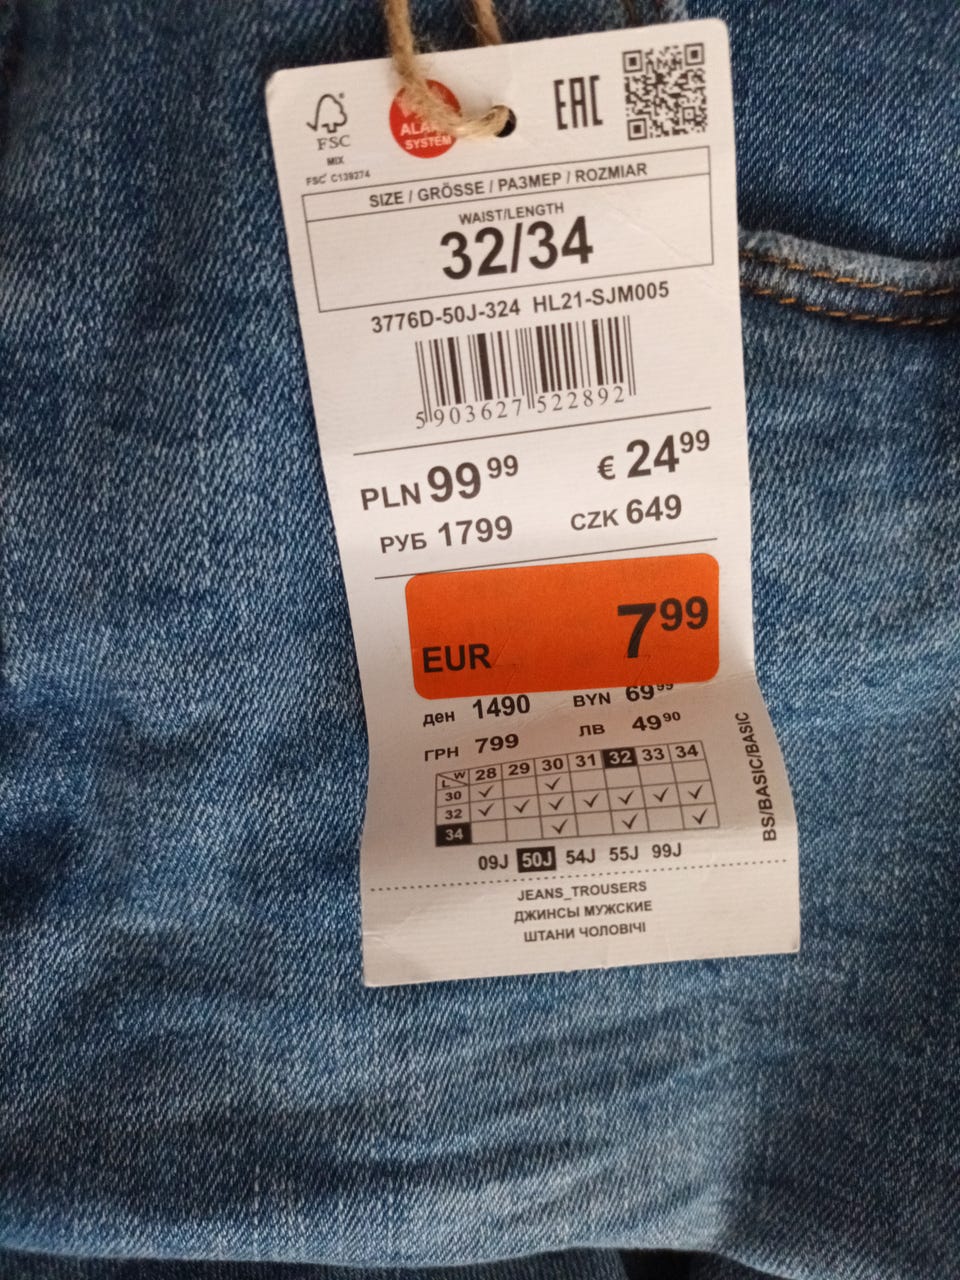 FSC
MIX
FSC® C139274
ALARM
SYSTEM
EAC
SIZE / GRÖSSE / РАЗМЕР / ROZMIAR
WAIST/LENGTH
32/34
3776D-50J-324 HL21-SJM005
5903627522892
PLN 99 99 € 24 99
РУБ 1799 CZK 649
EUR 7 99
ден 1490 BYN 69 99
ГРН 799 ЛВ 49 90
L W 28 29 30 31 32 33 34
30 ✓ ✓
32 ✓ ✓ ✓ ✓ ✓ ✓ ✓
34 ✓ ✓ ✓
09J 50J 54J 55J 99J
BS/BASIC/BASIC
JEANS_TROUSERS
ДЖИНСЫ МУЖСКИЕ
ШТАНИ ЧОЛОВІЧІ